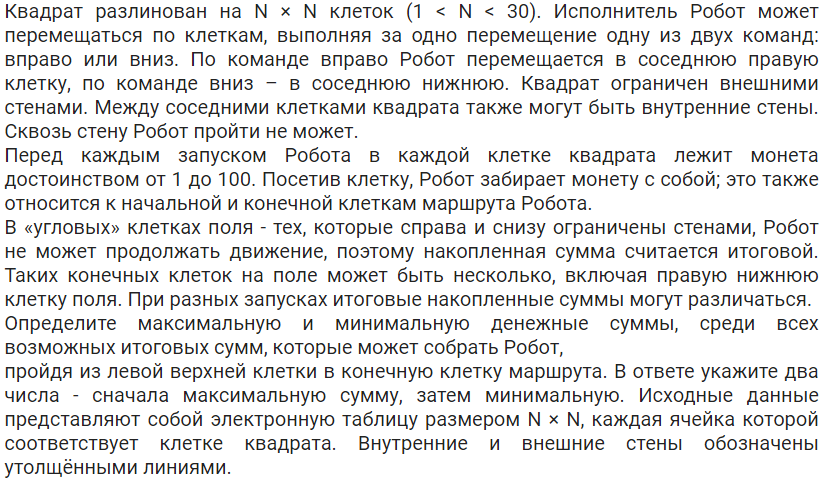 Квадрат разлинован на N × N клеток (1 < N < 30). Исполнитель Робот может
перемещаться по клеткам, выполняя за одно перемещение одну из двух команд:
вправо или вниз. По команде вправо Робот перемещается в соседнюю правую
клетку, по команде вниз – в соседнюю нижнюю. Квадрат ограничен внешними
стенами. Между соседними клетками квадрата также могут быть внутренние стены.
Сквозь стену Робот пройти не может.
Перед каждым запуском Робота в каждой клетке квадрата лежит монета
достоинством от 1 до 100. Посетив клетку, Робот забирает монету с собой; это также
относится к начальной и конечной клеткам маршрута Робота.
В «угловых» клетках поля - тех, которые справа и снизу ограничены стенами, Робот
не может продолжать движение, поэтому накопленная сумма считается итоговой.
Таких конечных клеток на поле может быть несколько, включая правую нижнюю
клетку поля. При разных запусках итоговые накопленные суммы могут различаться.
Определите максимальную и минимальную денежные суммы, среди всех
возможных итоговых сумм, которые может собрать Робот,
пройдя из левой верхней клетки в конечную клетку маршрута. В ответе укажите два
числа - сначала максимальную сумму, затем минимальную. Исходные данные
представляют собой электронную таблицу размером N × N, каждая ячейка которой
соответствует клетке квадрата. Внутренние и внешние стены обозначены
утолщёнными линиями.